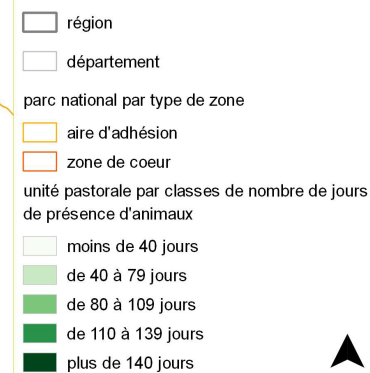 région
département
parc national par type de zone
aire d'adhésion
zone de coeur
unité pastorale par classes de nombre de jours
de présence d'animaux
moins de 40 jours
de 40 à 79 jours
de 80 à 109 jours
de 110 à 139 jours
plus de 140 jours